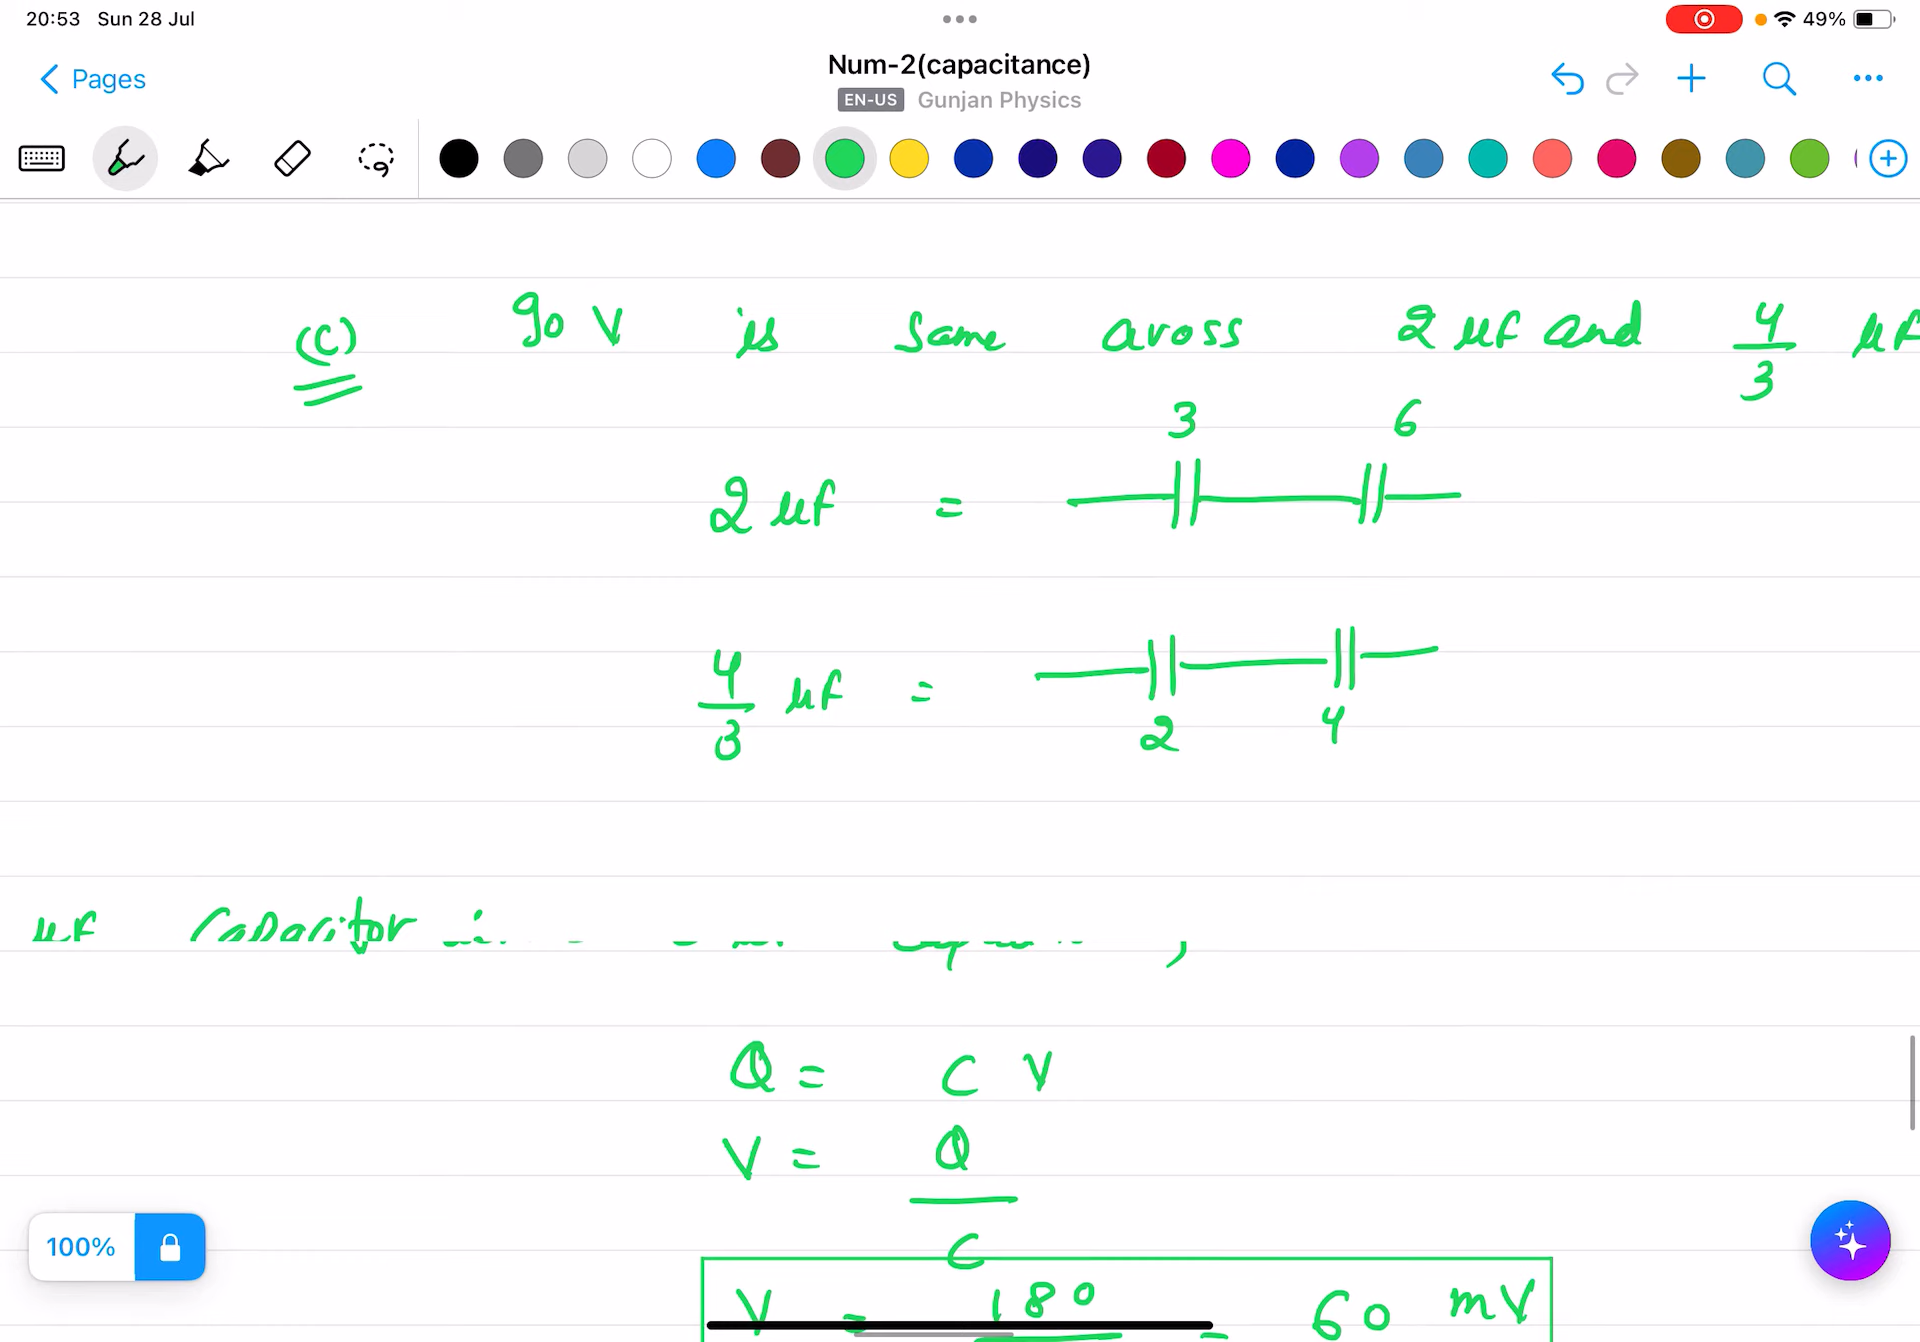 20:53 Sun 28 Jul
49%
Num-2(capacitance)
Pages
EN-US Gunjan Physics
(C) 90 V is same aross 2 μf and 4/3 μf
3 6
2 μf =
4/3 μf =
2 4
μf Capacitor
Q = C V
V = Q
C
100%
V = 180 = 60 mV